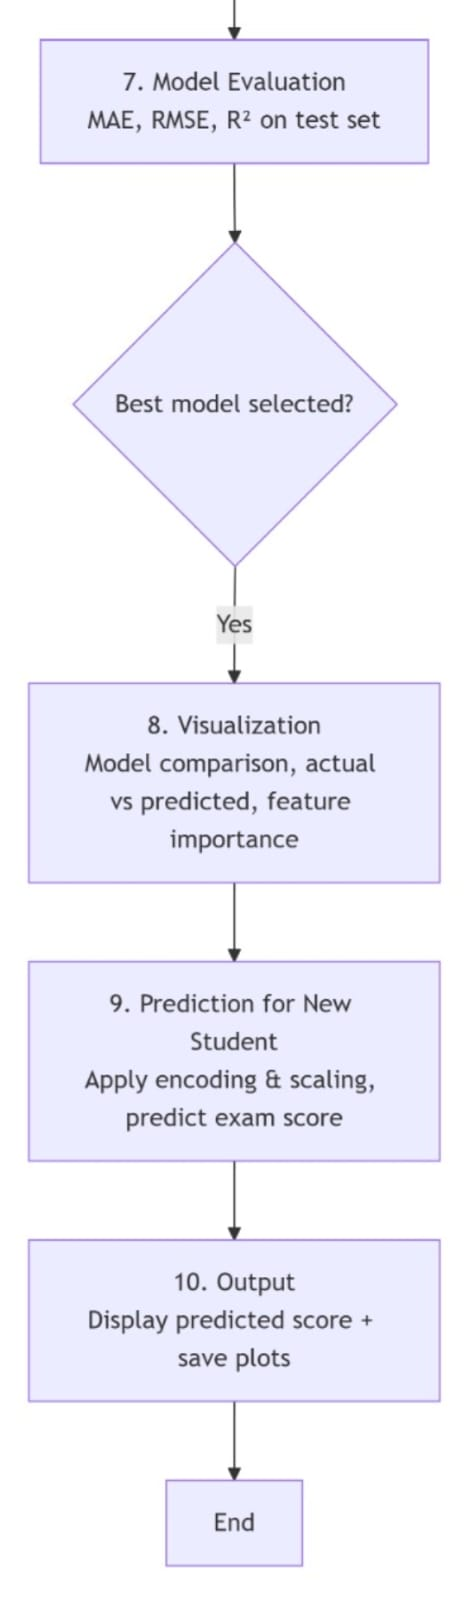 7. Model Evaluation
MAE, RMSE, R² on test set
Best model selected?
Yes
8. Visualization
Model comparison, actual
vs predicted, feature
importance
9. Prediction for New
Student
Apply encoding & scaling,
predict exam score
10. Output
Display predicted score +
save plots
End